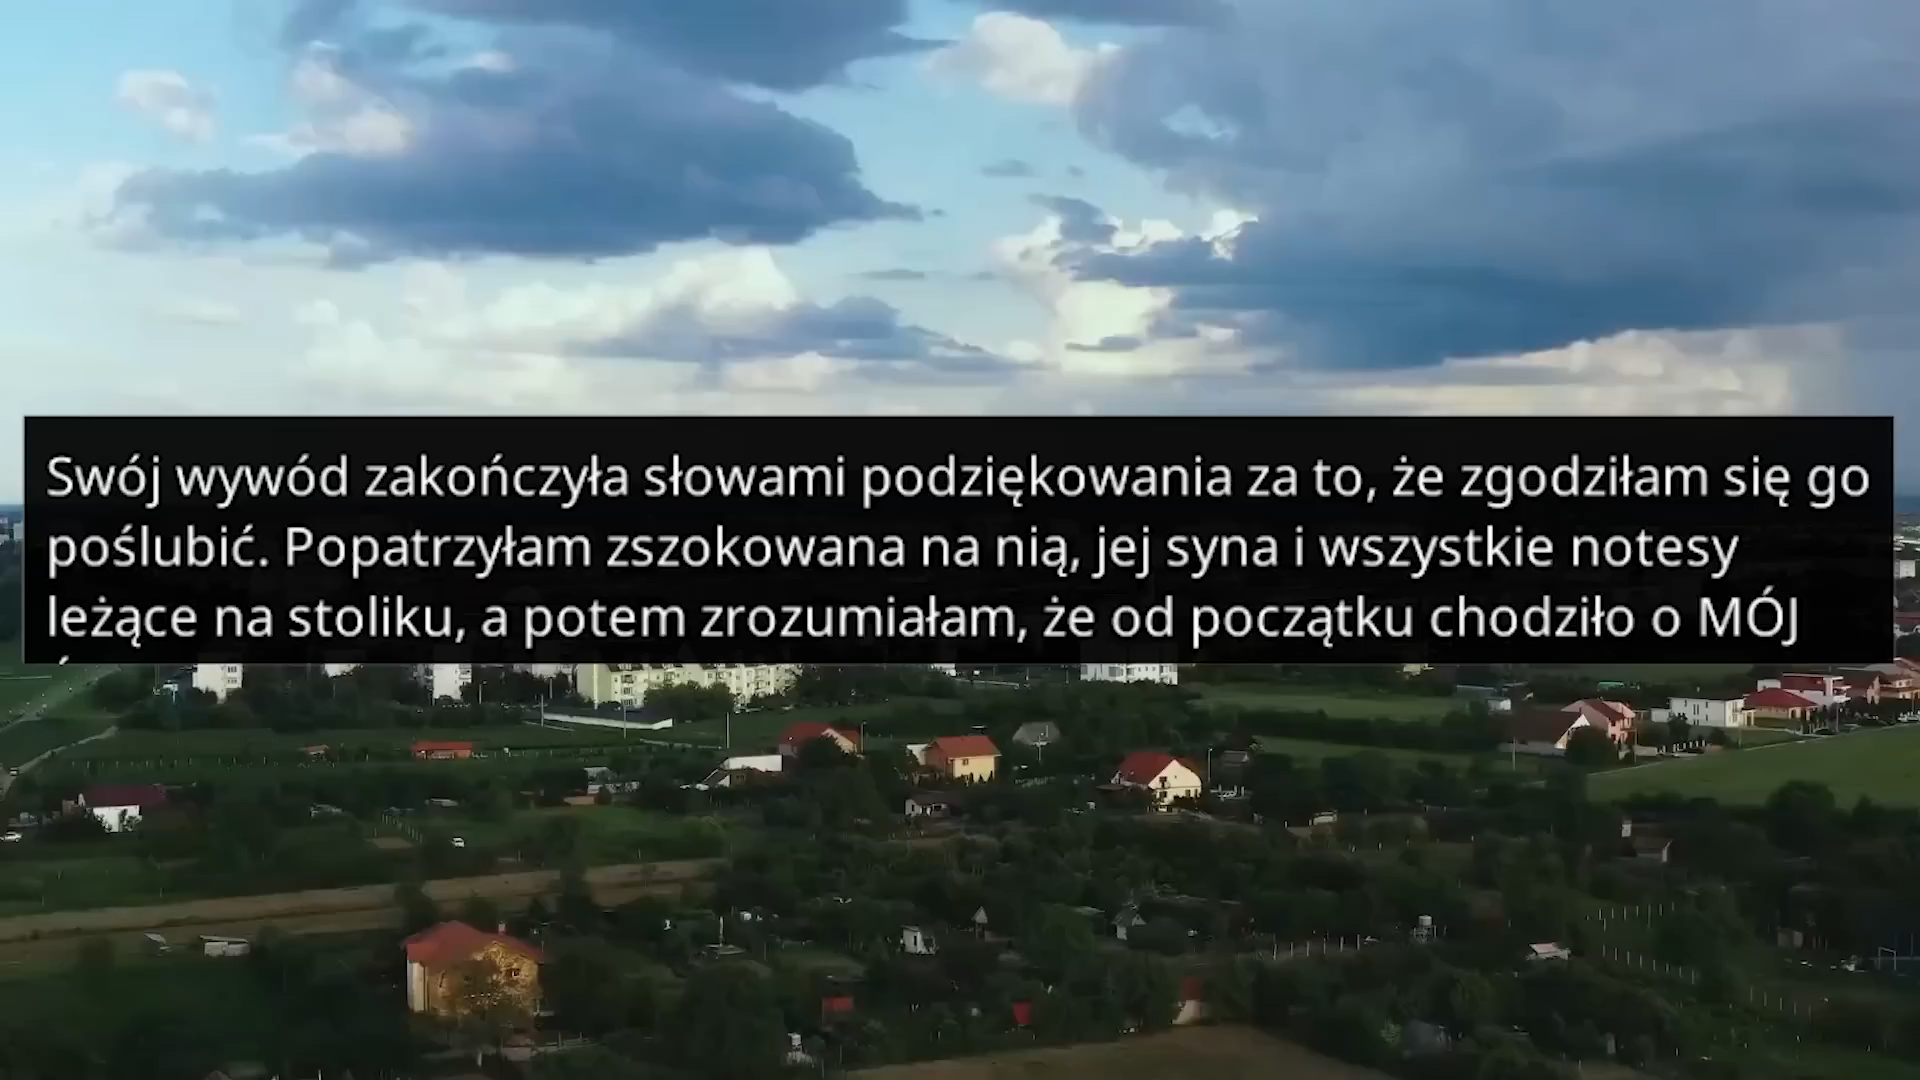 Swój wywód zakończyła słowami podziękowania za to, że zgodziłam się go
poślubić. Popatrzyłam zszokowana na nią, jej syna i wszystkie notesy
leżące na stoliku, a potem zrozumiałam, że od początku chodziło o MÓJ